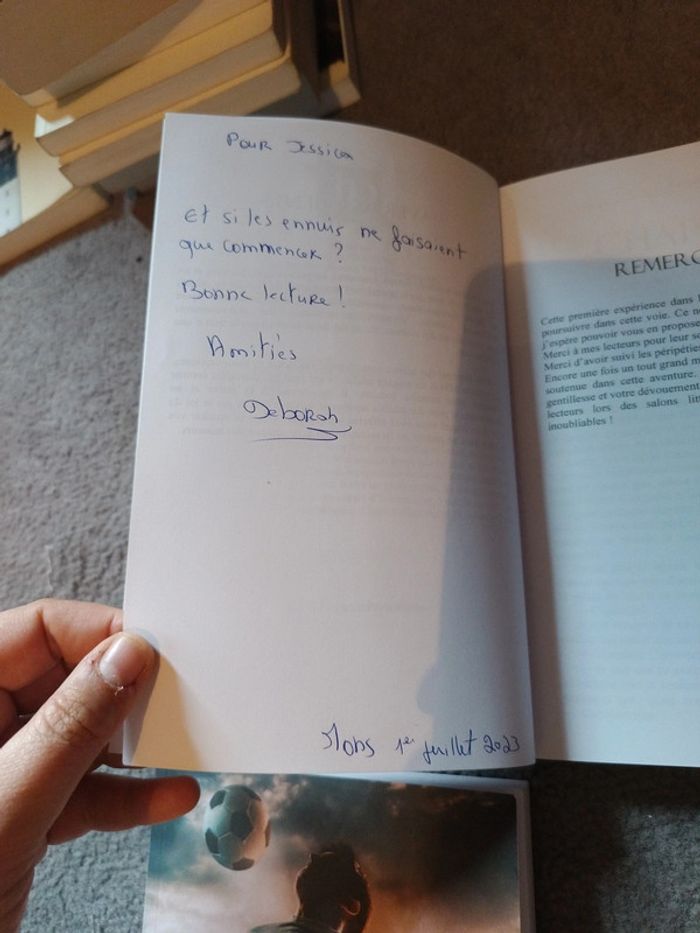 Pour Jessica
Et si les ennuis ne faisaient
que commencer ?
Bonne lecture !
Amitiés
Deborah
Mons 1er juillet 2023
REMERC
Cette première expérience dans
poursuivre dans cette voie. Ce
j'espère pouvoir vous en propose
Merci à mes lecteurs pour leur
Merci d'avoir suivi les péripétie
Encore une fois un tout grand
soutenue dans cette aventure.
gentillesse et votre dévouement
lecteurs lors des salons
inoubliables !